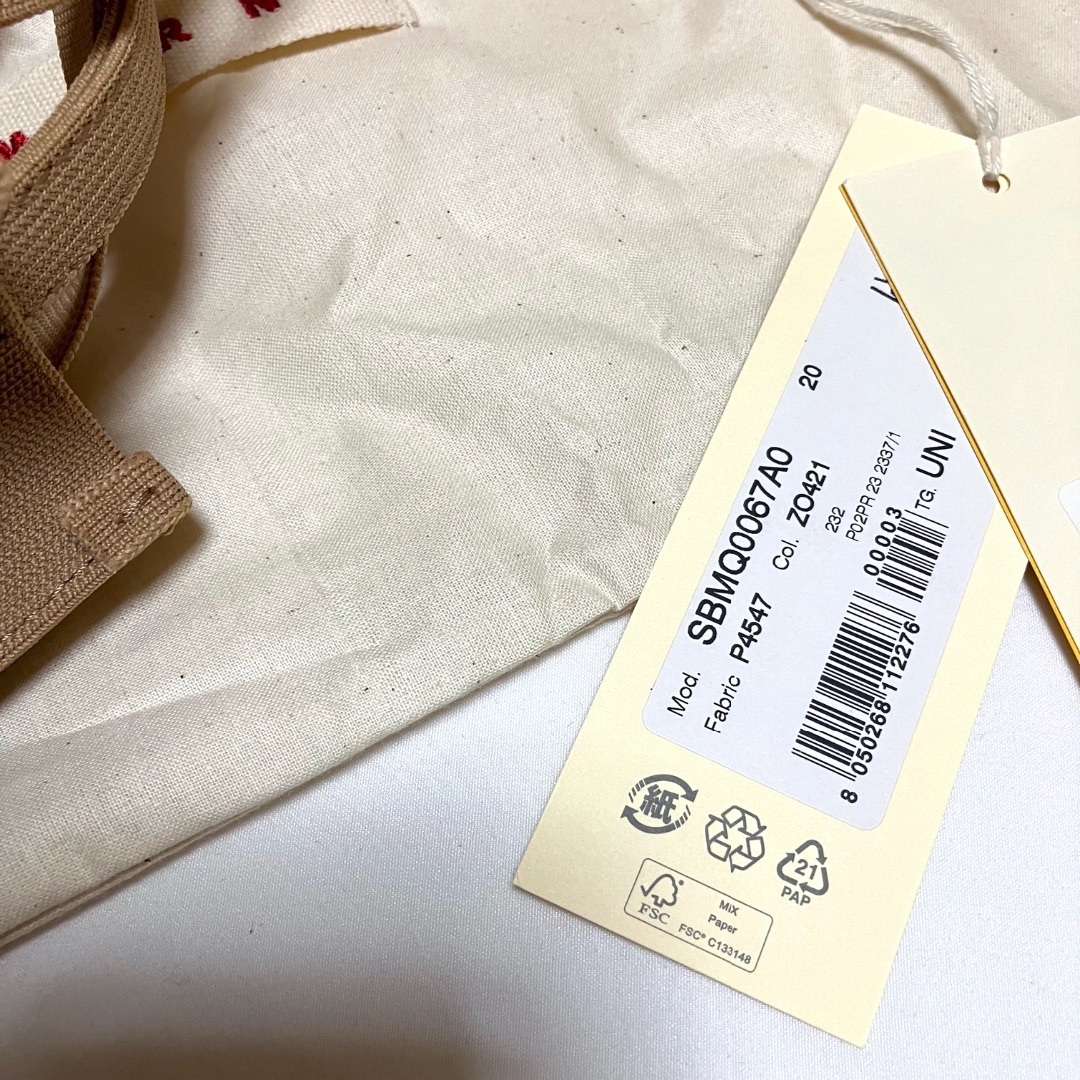 20
Mod. SBMQ0067A0
Fabric P4547 Col. ZO421
232
P02PR 23 2337/1
00003 TG. UNI
8 050268 112276
紙
21
PAP
FSC
MIX
Paper
FSC® C133148